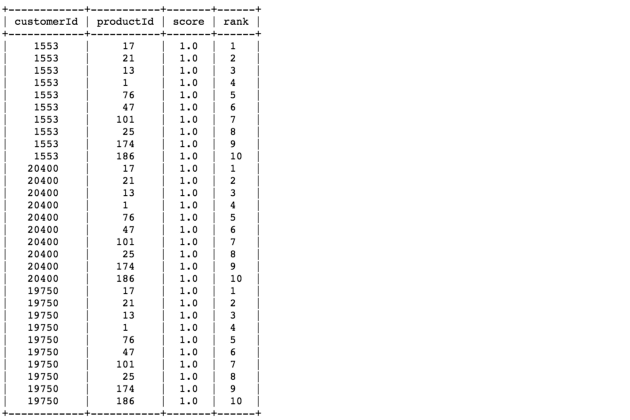 +------------+-----------+-------+------+
| customerId | productId | score | rank |
+------------+-----------+-------+------+
| 1553 | 17 | 1.0 | 1 |
| 1553 | 21 | 1.0 | 2 |
| 1553 | 13 | 1.0 | 3 |
| 1553 | 1 | 1.0 | 4 |
| 1553 | 76 | 1.0 | 5 |
| 1553 | 47 | 1.0 | 6 |
| 1553 | 101 | 1.0 | 7 |
| 1553 | 25 | 1.0 | 8 |
| 1553 | 174 | 1.0 | 9 |
| 1553 | 186 | 1.0 | 10 |
| 20400 | 17 | 1.0 | 1 |
| 20400 | 21 | 1.0 | 2 |
| 20400 | 13 | 1.0 | 3 |
| 20400 | 1 | 1.0 | 4 |
| 20400 | 76 | 1.0 | 5 |
| 20400 | 47 | 1.0 | 6 |
| 20400 | 101 | 1.0 | 7 |
| 20400 | 25 | 1.0 | 8 |
| 20400 | 174 | 1.0 | 9 |
| 20400 | 186 | 1.0 | 10 |
| 19750 | 17 | 1.0 | 1 |
| 19750 | 21 | 1.0 | 2 |
| 19750 | 13 | 1.0 | 3 |
| 19750 | 1 | 1.0 | 4 |
| 19750 | 76 | 1.0 | 5 |
| 19750 | 47 | 1.0 | 6 |
| 19750 | 101 | 1.0 | 7 |
| 19750 | 25 | 1.0 | 8 |
| 19750 | 174 | 1.0 | 9 |
| 19750 | 186 | 1.0 | 10 |
+------------+-----------+-------+------+